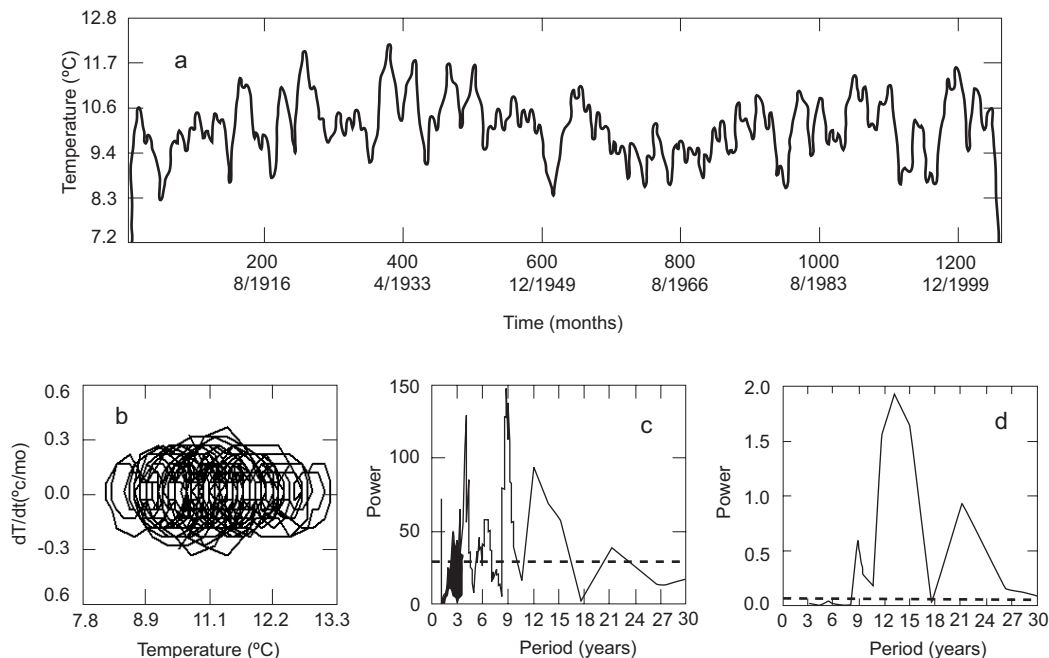 12.8
a
11.7
10.6
9.4
8.3
7.2
Temperature (ºC)
200 400 600 800 1000 1200
8/1916 4/1933 12/1949 8/1966 8/1983 12/1999
Time (months)
b
0.6
0.3
0.0
-0.3
0.6
dT/dt(ºc/mo)
7.8 8.9 11.1 12.2 13.3
Temperature (ºC)
c
150
100
50
0
Power
0 3 6 9 12 15 18 21 24 27 30
Period (years)
d
2.0
1.5
1.0
0.5
0.0
Power
0 3 6 9 12 15 18 21 24 27 30
Period (years)